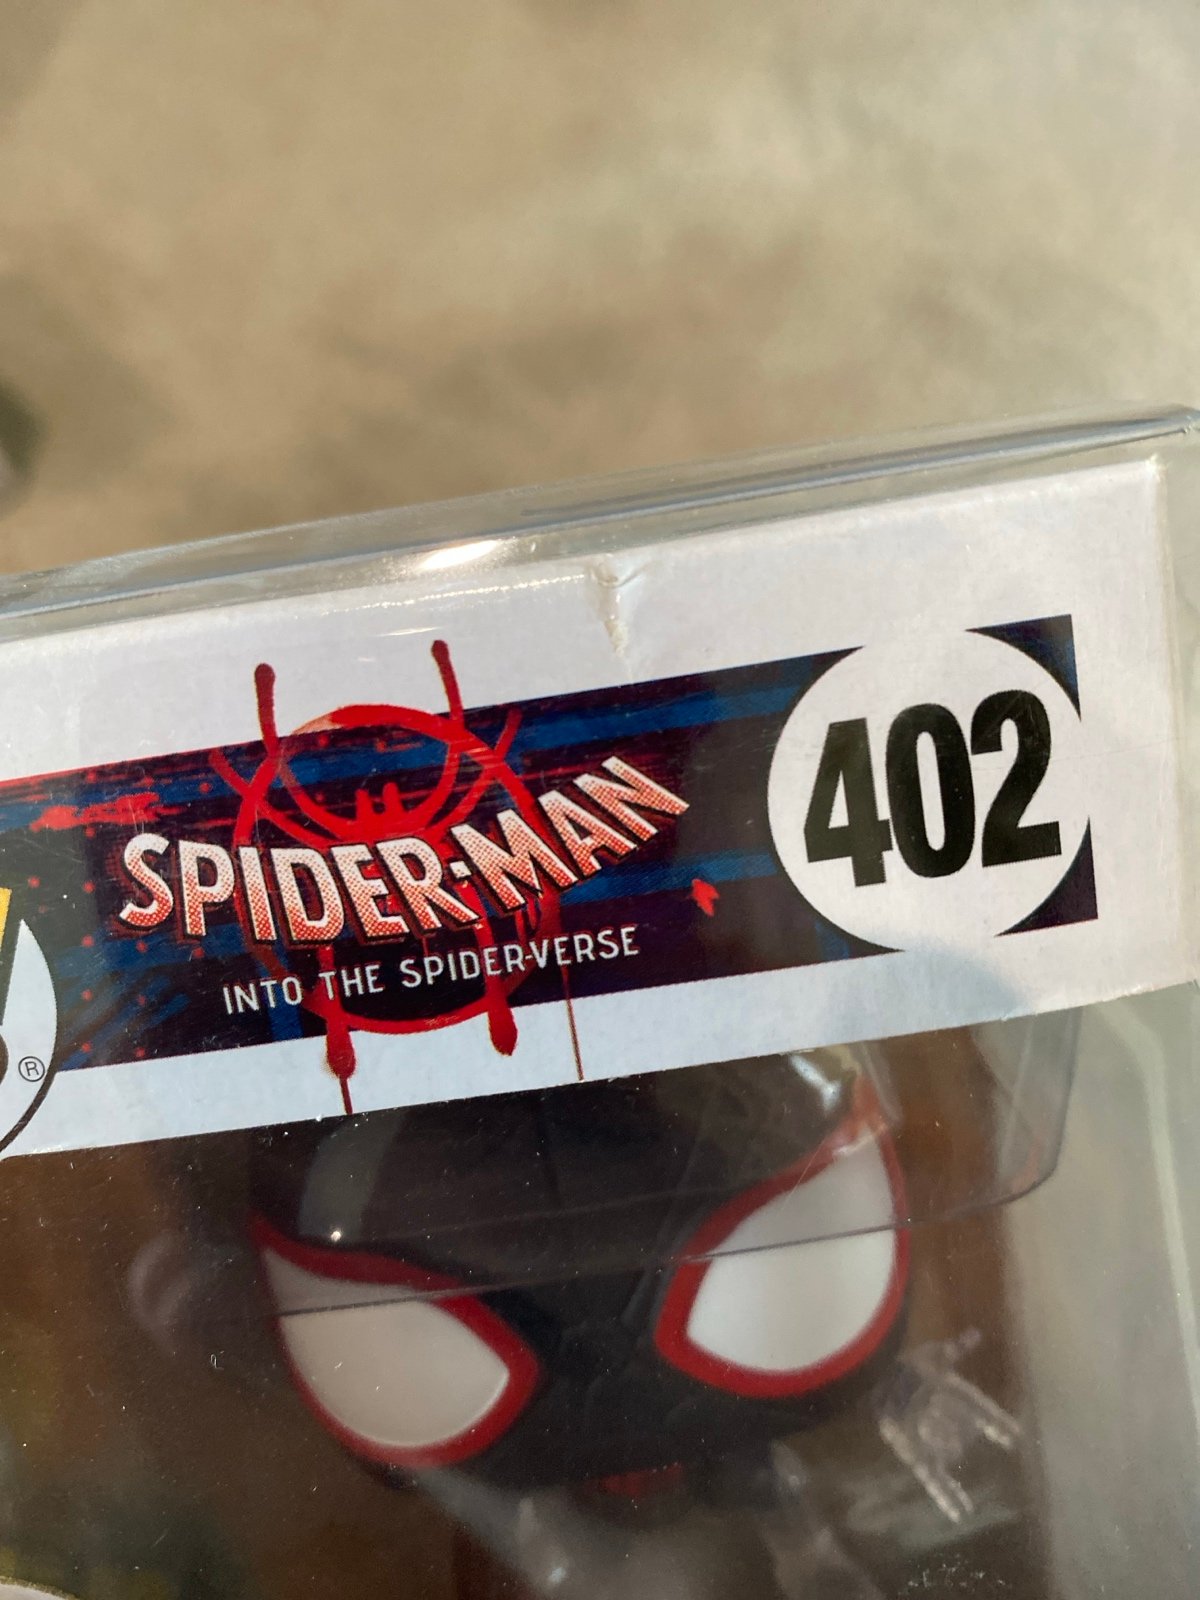 SPIDER-MAN
INTO THE SPIDER-VERSE
402
®